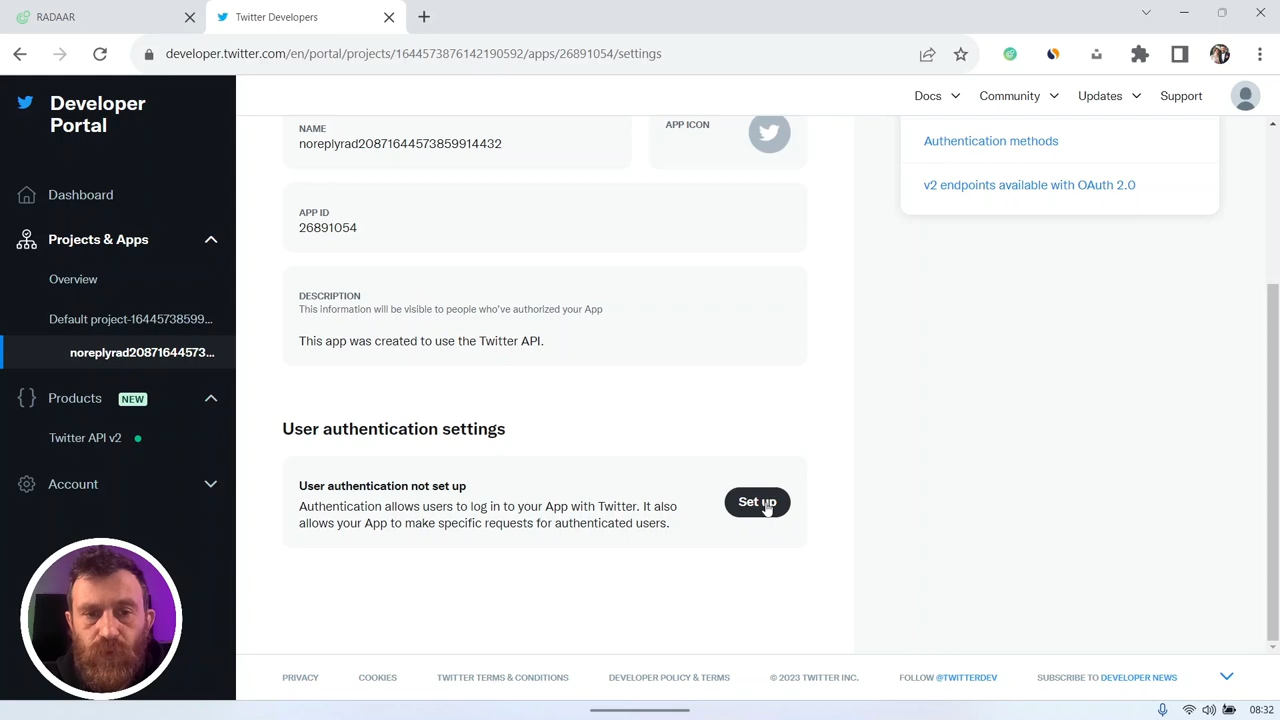 RADAAR
Twitter Developers
developer.twitter.com/en/portal/projects/1644573876142190592/apps/26891054/settings
Developer
Portal
Docs
Community
Updates
Support
Dashboard
Projects & Apps
Overview
Default project-16445738599...
noreplyrad20871644573...
Products
NEW
Twitter API v2
Account
NAME
noreplyrad20871644573859914432
APP ICON
APP ID
26891054
DESCRIPTION
This information will be visible to people who've authorized your App
This app was created to use the Twitter API.
User authentication settings
User authentication not set up
Authentication allows users to log in to your App with Twitter. It also
allows your App to make specific requests for authenticated users.
Set up
Authentication methods
v2 endpoints available with OAuth 2.0
PRIVACY
COOKIES
TWITTER TERMS & CONDITIONS
DEVELOPER POLICY & TERMS
© 2023 TWITTER INC.
FOLLOW @TWITTERDEV
SUBSCRIBE TO DEVELOPER NEWS
08:32